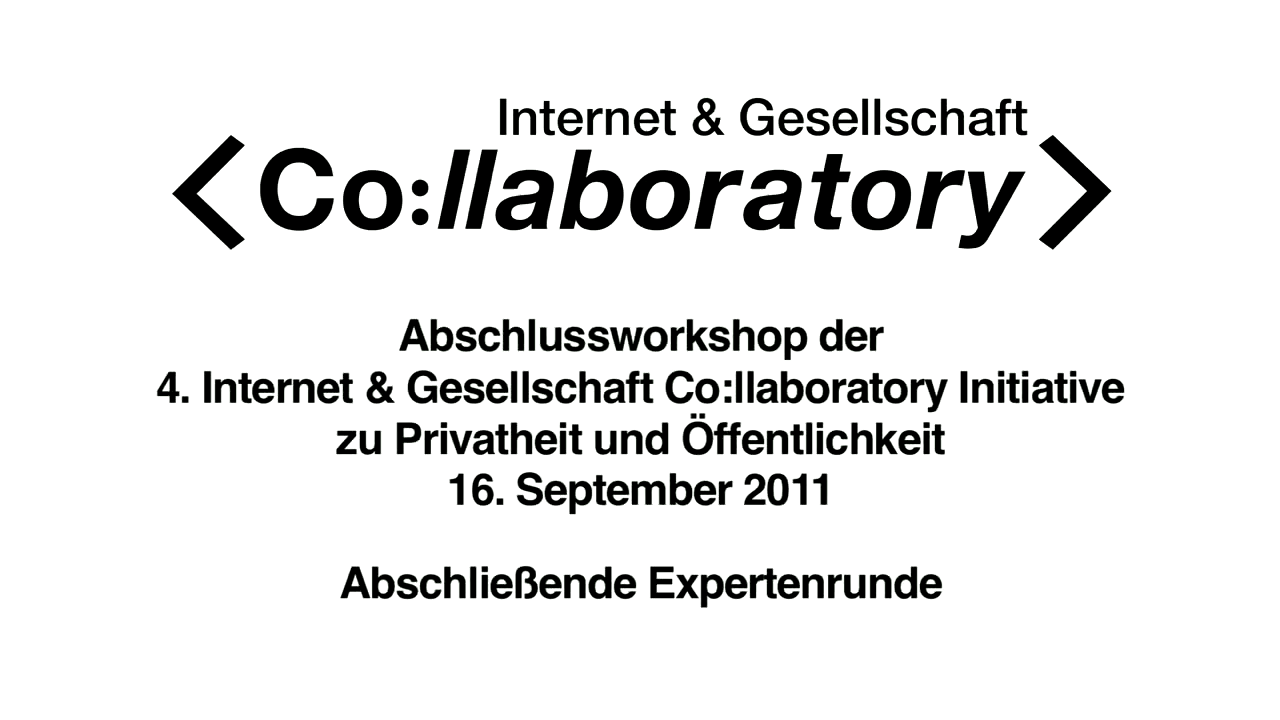 Internet & Gesellschaft
<Co:llaboratory>
Abschlussworkshop der
4. Internet & Gesellschaft Co:llaboratory Initiative
zu Privatheit und Öffentlichkeit
16. September 2011
Abschließende Expertenrunde